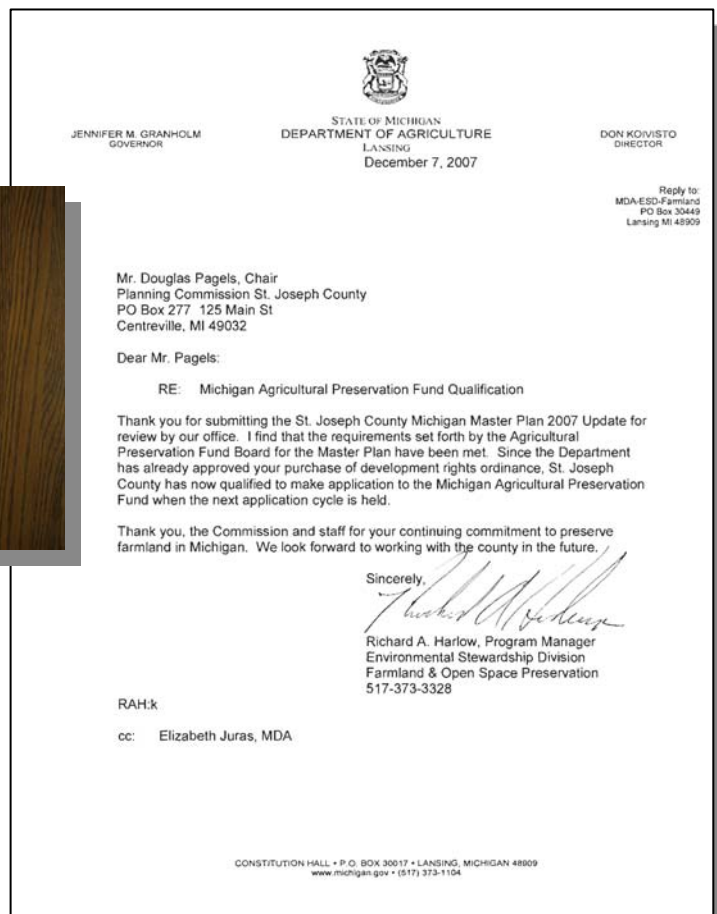 STATE OF MICHIGAN
JENNIFER M. GRANHOLM
GOVERNOR
DEPARTMENT OF AGRICULTURE
LANSING
DON KOIVISTO
DIRECTOR
December 7, 2007
Reply to:
MDA-ESD-Farmland
PO Box 30449
Lansing MI 48909
Mr. Douglas Pagels, Chair
Planning Commission St. Joseph County
PO Box 277 125 Main St
Centreville, MI 49032
Dear Mr. Pagels:
RE: Michigan Agricultural Preservation Fund Qualification
Thank you for submitting the St. Joseph County Michigan Master Plan 2007 Update for
review by our office. I find that the requirements set forth by the Agricultural
Preservation Fund Board for the Master Plan have been met. Since the Department
has already approved your purchase of development rights ordinance, St. Joseph
County has now qualified to make application to the Michigan Agricultural Preservation
Fund when the next application cycle is held.
Thank you, the Commission and staff for your continuing commitment to preserve
farmland in Michigan. We look forward to working with the county in the future.
Sincerely,
Richard A. Harlow, Program Manager
Environmental Stewardship Division
Farmland & Open Space Preservation
517-373-3328
RAH:k
cc: Elizabeth Juras, MDA
CONSTITUTION HALL • P.O. BOX 30017 • LANSING, MICHIGAN 48909
www.michigan.gov • (517) 373-1104